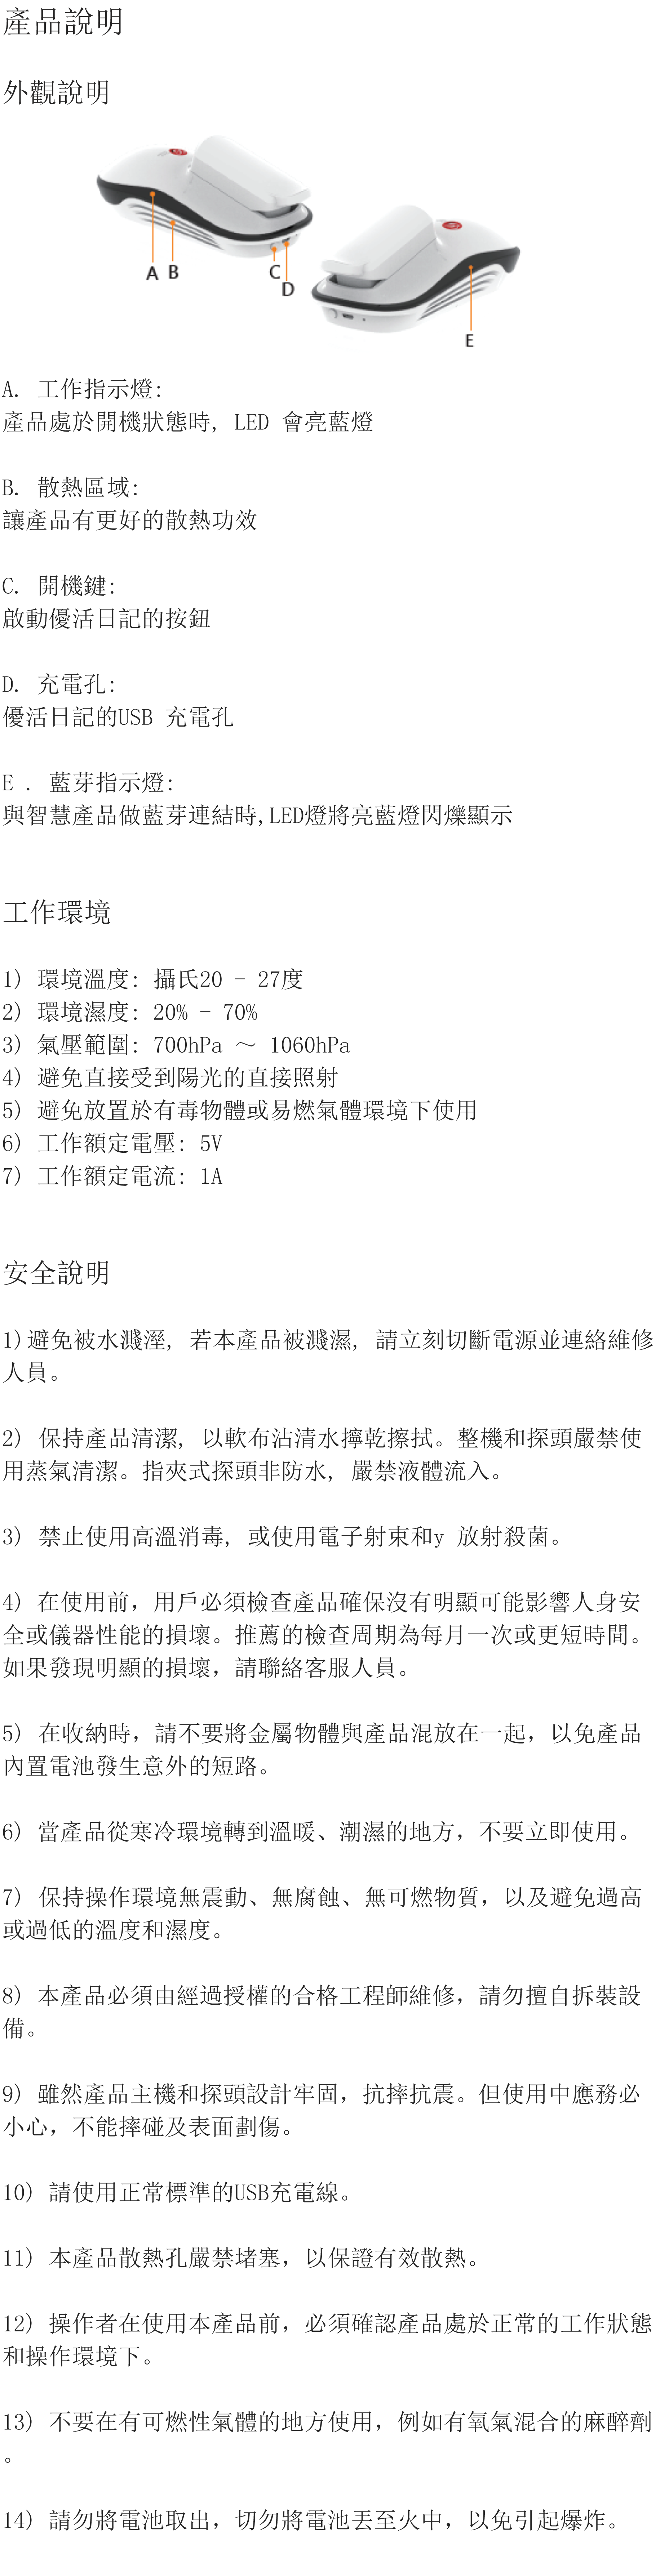 產品說明
外觀說明
A B
C
D
E
A. 工作指示燈:
產品處於開機狀態時, LED 會亮藍燈
B. 散熱區域:
讓產品有更好的散熱功效
C. 開機鍵:
啟動優活日記的按鈕
D. 充電孔:
優活日記的USB 充電孔
E . 藍芽指示燈:
與智慧產品做藍芽連結時,LED燈將亮藍燈閃爍顯示
工作環境
1) 環境溫度: 攝氏20 - 27度
2) 環境濕度: 20% - 70%
3) 氣壓範圍: 700hPa ～ 1060hPa
4) 避免直接受到陽光的直接照射
5) 避免放置於有毒物體或易燃氣體環境下使用
6) 工作額定電壓: 5V
7) 工作額定電流: 1A
安全說明
1)避免被水濺溼, 若本產品被濺濕, 請立刻切斷電源並連絡維修
人員。
2) 保持產品清潔, 以軟布沾清水擰乾擦拭。整機和探頭嚴禁使
用蒸氣清潔。指夾式探頭非防水, 嚴禁液體流入。
3) 禁止使用高溫消毒, 或使用電子射束和y 放射殺菌。
4) 在使用前，用戶必須檢查產品確保沒有明顯可能影響人身安
全或儀器性能的損壞。推薦的檢查周期為每月一次或更短時間。
如果發現明顯的損壞，請聯絡客服人員。
5) 在收納時，請不要將金屬物體與產品混放在一起，以免產品
內置電池發生意外的短路。
6) 當產品從寒冷環境轉到溫暖、潮濕的地方，不要立即使用。
7) 保持操作環境無震動、無腐蝕、無可燃物質，以及避免過高
或過低的溫度和濕度。
8) 本產品必須由經過授權的合格工程師維修，請勿擅自拆裝設
備。
9) 雖然產品主機和探頭設計牢固，抗摔抗震。但使用中應務必
小心，不能摔碰及表面劃傷。
10) 請使用正常標準的USB充電線。
11) 本產品散熱孔嚴禁堵塞，以保證有效散熱。
12) 操作者在使用本產品前，必須確認產品處於正常的工作狀態
和操作環境下。
13) 不要在有可燃性氣體的地方使用，例如有氧氣混合的麻醉劑
。
14) 請勿將電池取出，切勿將電池丟至火中，以免引起爆炸。